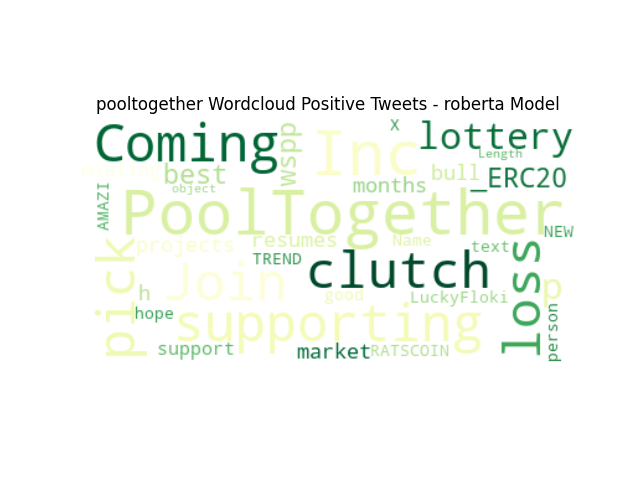 pooltogether Wordcloud Positive Tweets - roberta Model
Coming
wspp
Inc
X
lottery
Length
best
object
months
bull
_ERC20
AMAZI
PoolTogether
NEW
pick
projects
resumes
Name
text
TREND
clutch
loss
Join
h
good
LuckyFloki
p
hope
supporting
person
support
market
RATSCOIN